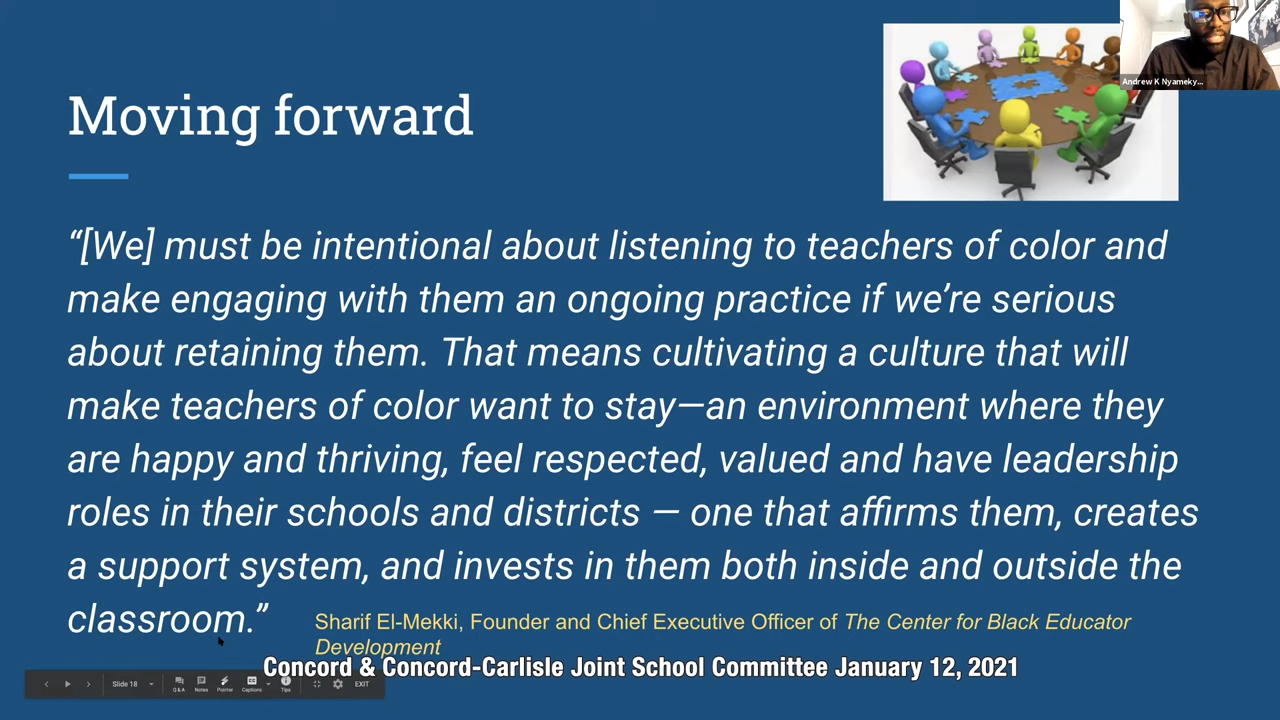 Andrew K Nyameky...
Moving forward
“[We] must be intentional about listening to teachers of color and
make engaging with them an ongoing practice if we’re serious
about retaining them. That means cultivating a culture that will
make teachers of color want to stay—an environment where they
are happy and thriving, feel respected, valued and have leadership
roles in their schools and districts — one that affirms them, creates
a support system, and invests in them both inside and outside the
classroom.”
Sharif El-Mekki, Founder and Chief Executive Officer of The Center for Black Educator
Development
Concord & Concord-Carlisle Joint School Committee January 12, 2021
Slide 18
Q & A
Notes
Pointer
Captions
Tips
EXIT